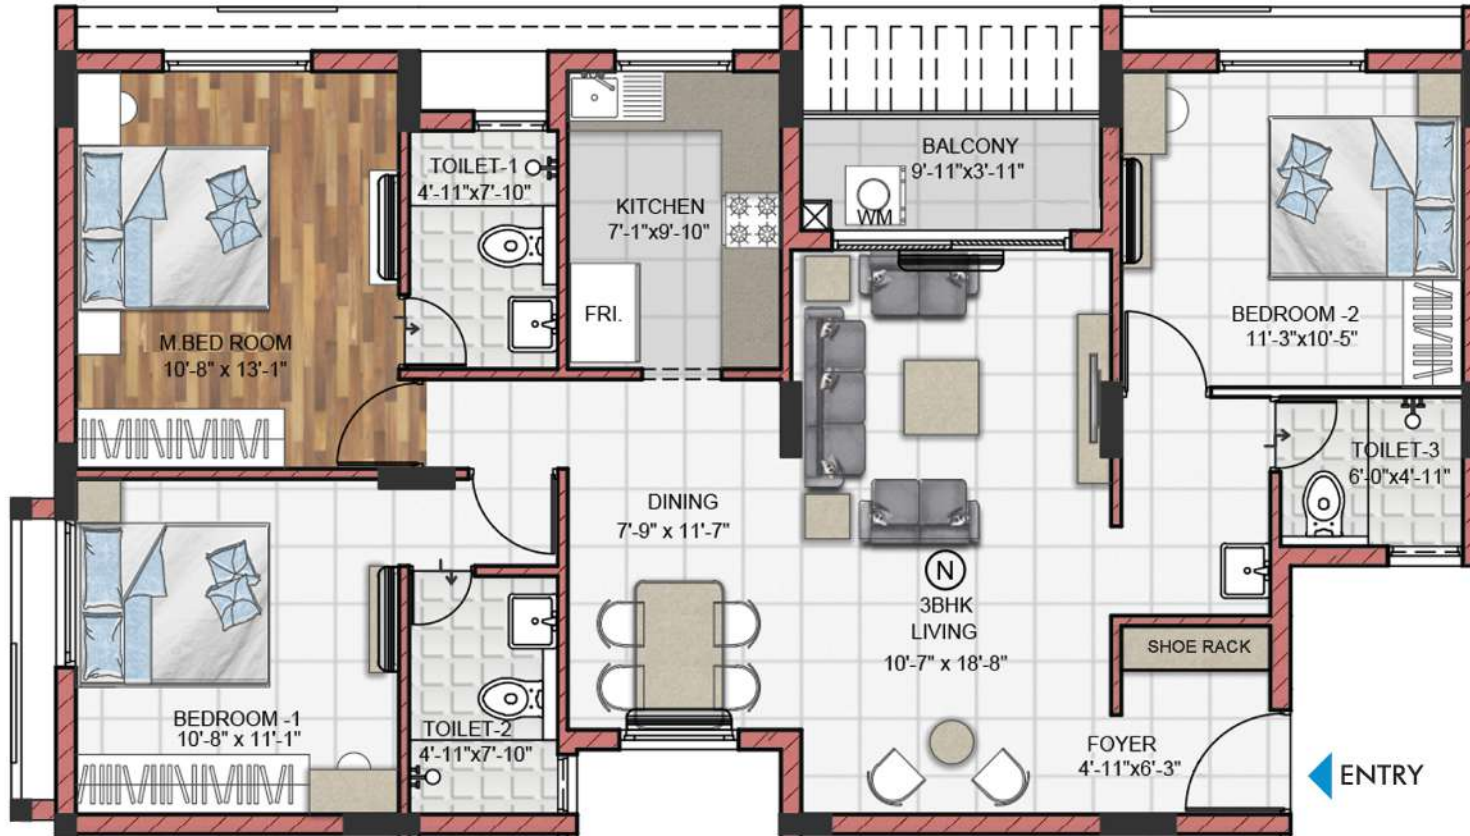 TOILET-1
4'-11"x7'-10"
BALCONY
9'-11"x3'-11"
WM
KITCHEN
7'-1"x9'-10"
FRI.
M.BED ROOM
10'-8" x 13'-1"
BEDROOM -2
11'-3"x10'-5"
TOILET-3
6'-0"x4'-11"
DINING
7'-9" x 11'-7"
N
3BHK
LIVING
10'-7" x 18'-8"
SHOE RACK
BEDROOM -1
10'-8" x 11'-1"
TOILET-2
4'-11"x7'-10"
FOYER
4'-11"x6'-3"
ENTRY